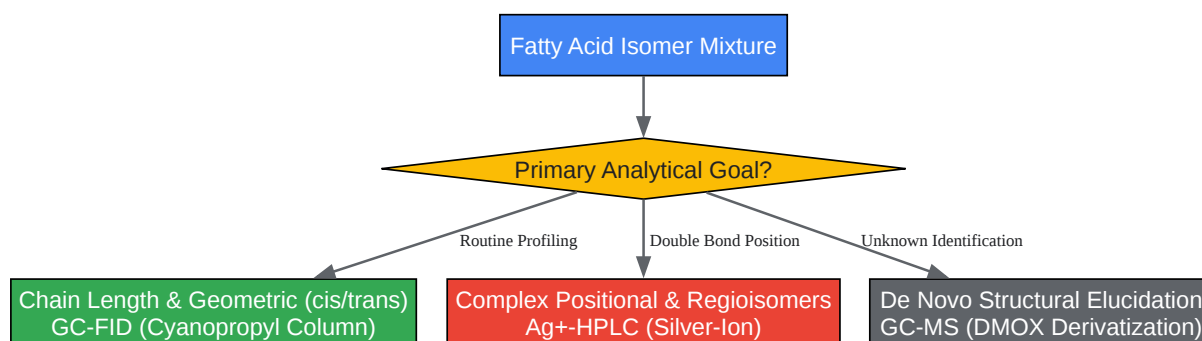 Fatty Acid Isomer Mixture
Primary Analytical Goal?
Routine Profiling
Double Bond Position
Unknown Identification
Chain Length & Geometric (cis/trans)
GC-FID (Cyanopropyl Column)
Complex Positional & Regioisomers
Ag+-HPLC (Silver-Ion)
De Novo Structural Elucidation
GC-MS (DMOX Derivatization)